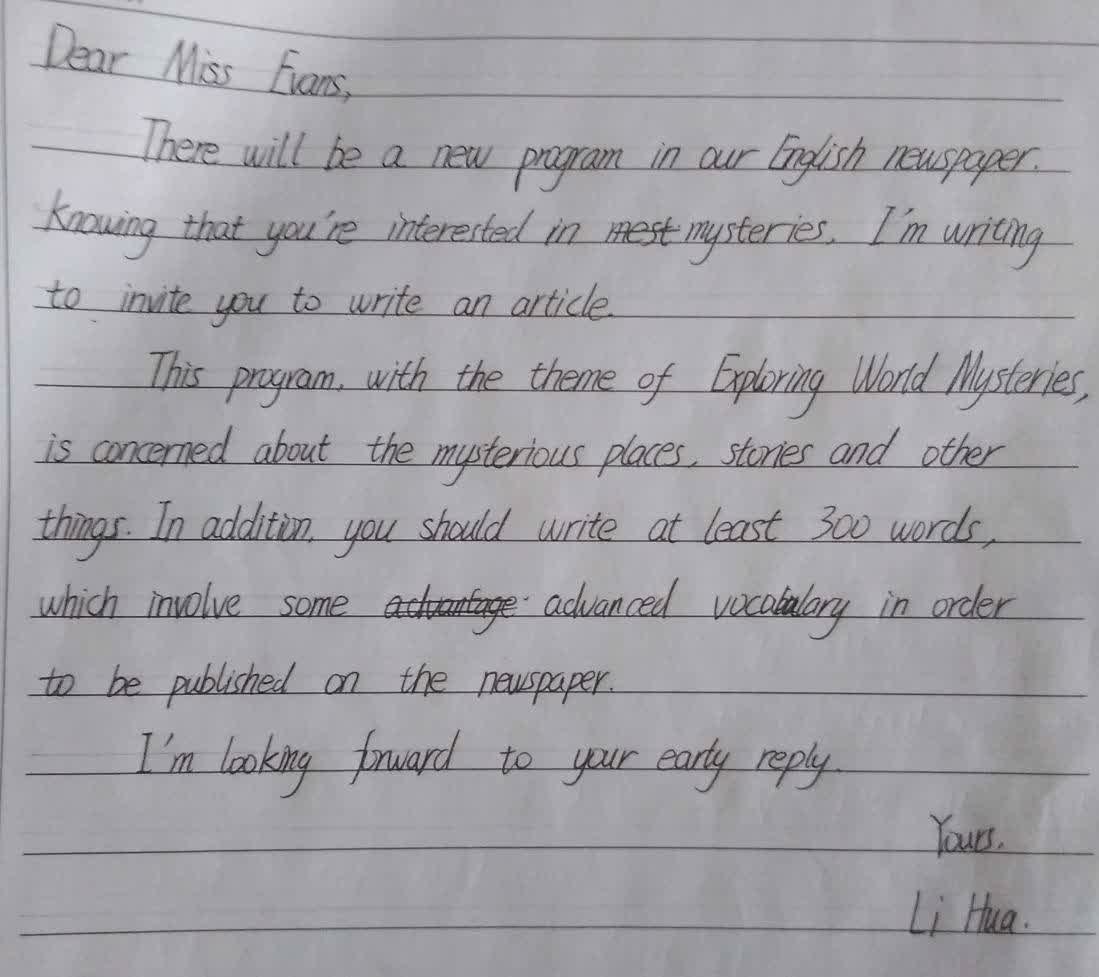 Dear Miss Evans,
There will be a new program in our English newspaper.
Knowing that you're interested in mysteries, I'm writing
to invite you to write an article.
This program, with the theme of Exploring World Mysteries,
is concerned about the mysterious places, stories and other
things. In addition, you should write at least 300 words,
which involve some advanced vocabulary in order
to be published on the newspaper.
I'm looking forward to your early reply.
Yours,
Li Hua.